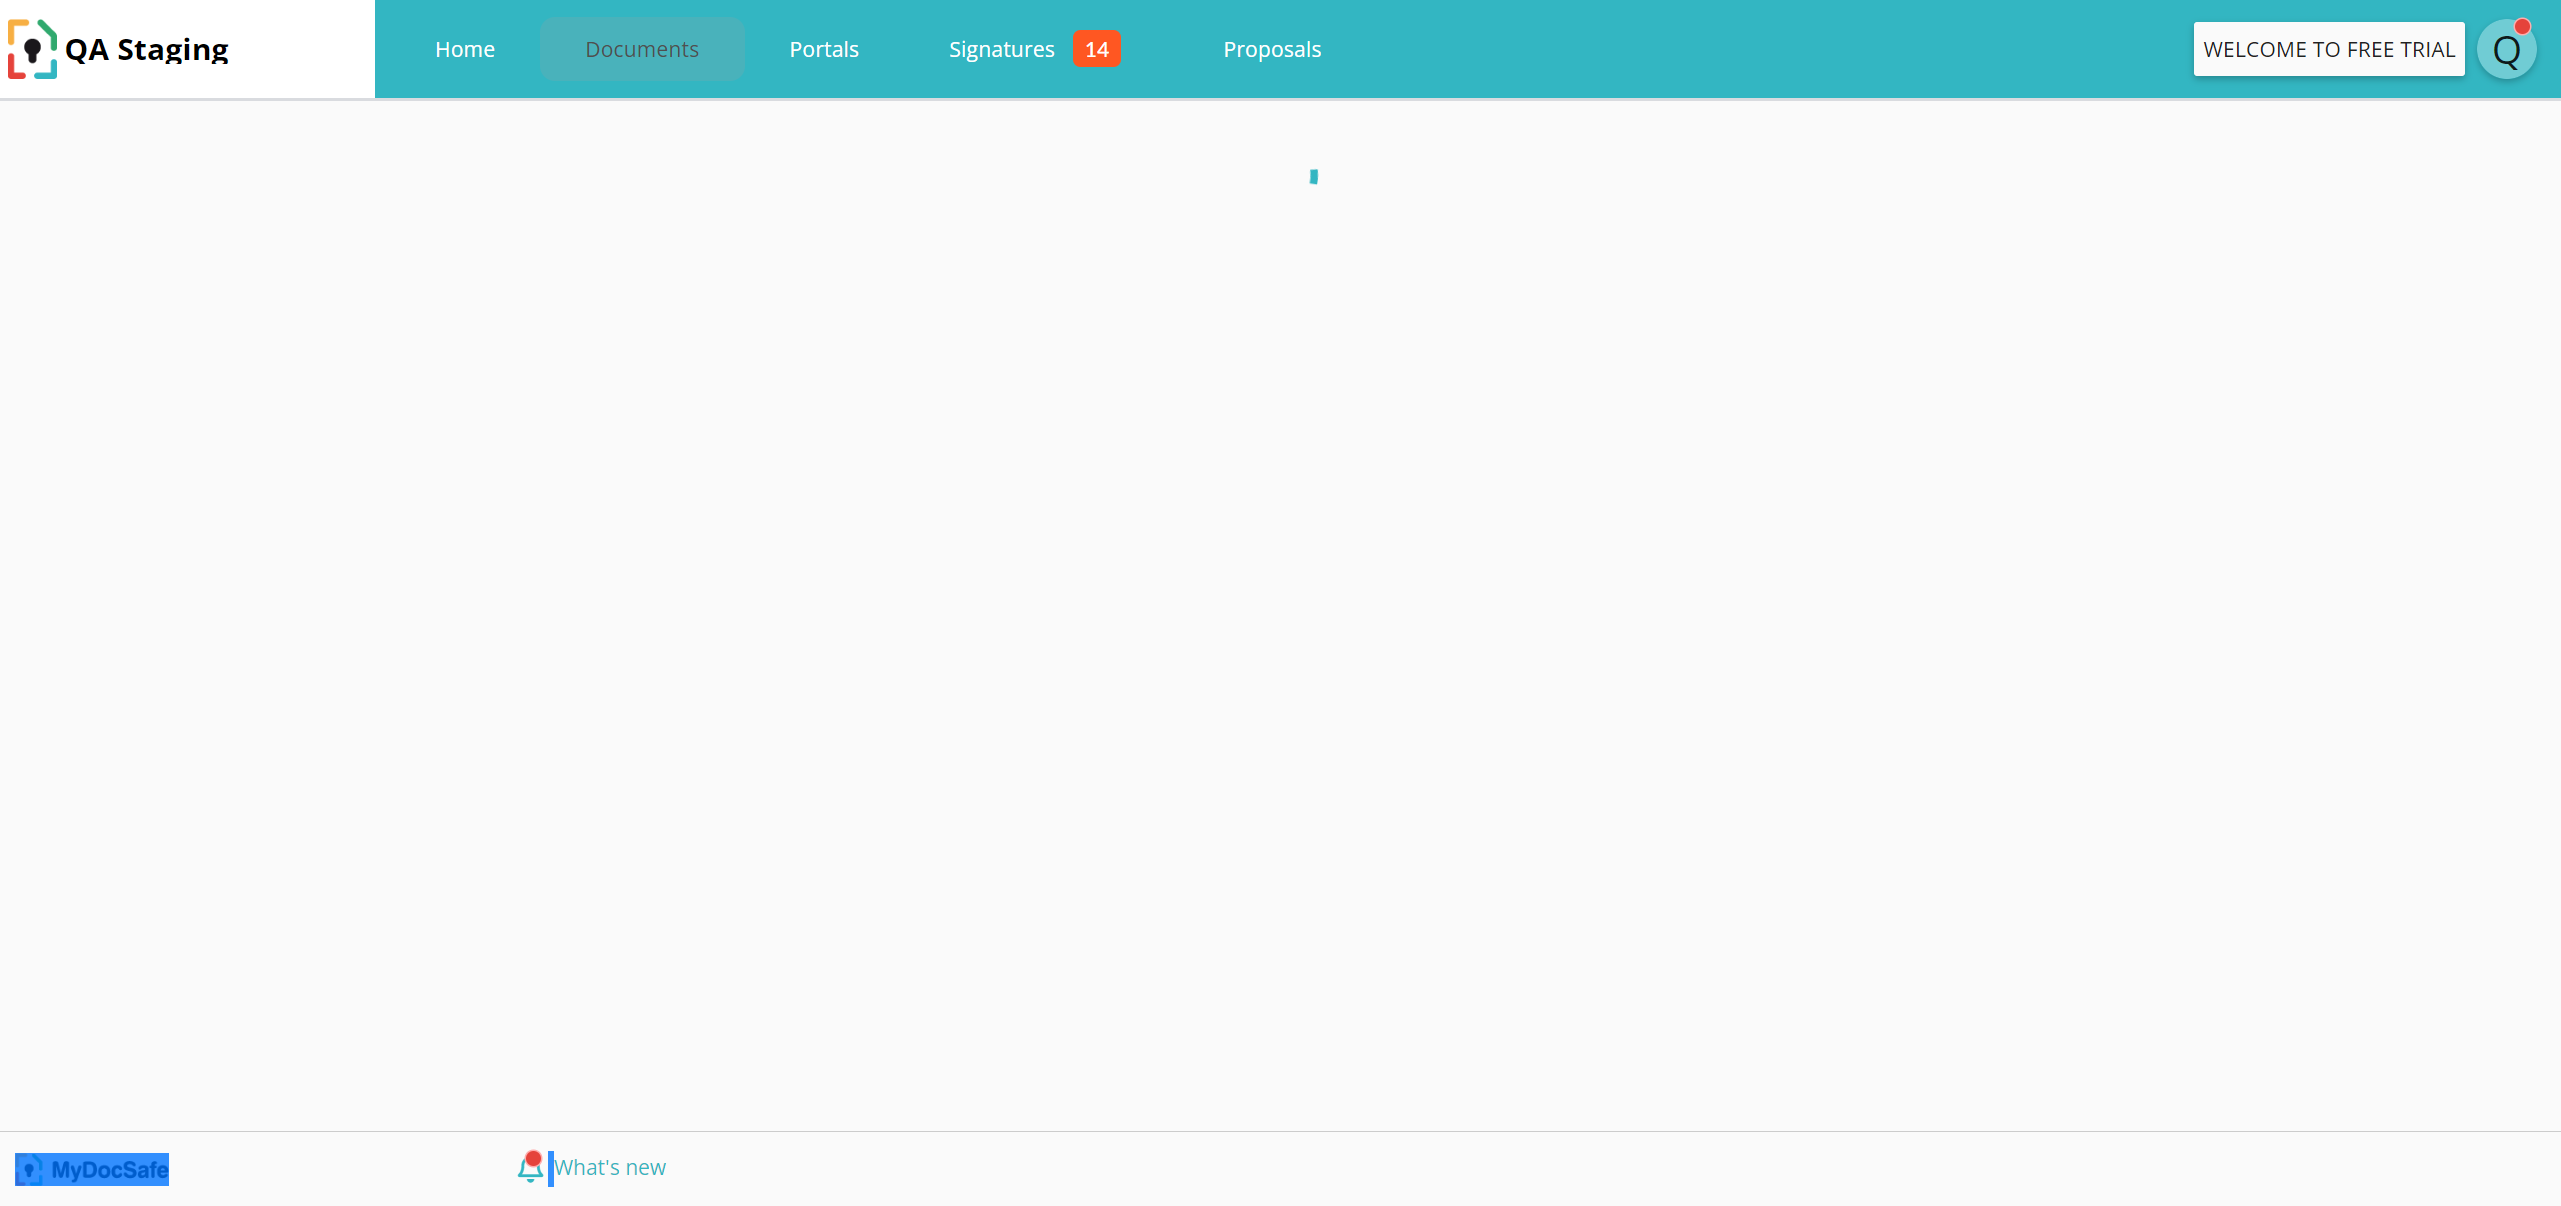 QA Staging
Home
Documents
Portals
Signatures 14
Proposals
WELCOME TO FREE TRIAL
Q
MyDocSafe
What's new